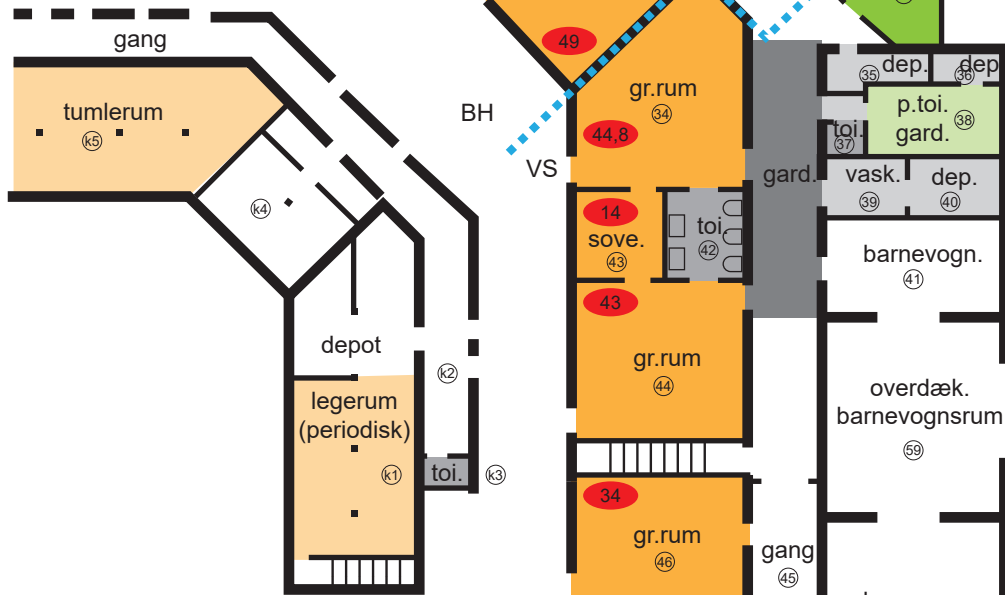 gang
tumlerum
k5
k4
depot
k2
legerum
(periodisk)
k1
toi.
k3
49
BH
VS
gr.rum
34
44,8
14
sove.
43
toi.
42
43
gr.rum
44
34
gr.rum
46
gard.
gang
45
dep.
35
dep
36
p.toi.
gard.
38
toi.
37
vask.
39
dep.
40
barnevogn.
41
overdæk.
barnevognsrum
59